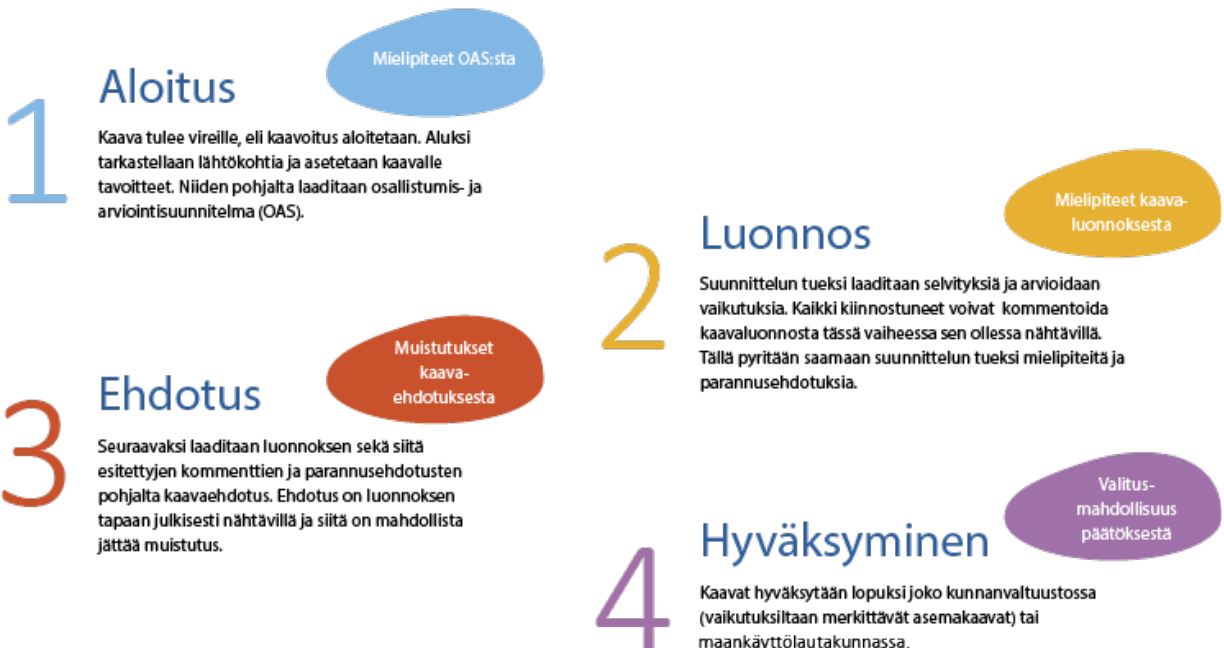 1
Aloitus
Mielipiteet OAS:sta
Kaava tulee vireille, eli kaavoitus aloitetaan. Aluksi
tarkastellaan lähtökohtia ja asetetaan kaavalle
tavoitteet. Niiden pohjalta laaditaan osallistumis- ja
arviointisuunnitelma (OAS).
2
Luonnos
Mielipiteet kaava-
luonnoksesta
Suunnittelun tueksi laaditaan selvityksiä ja arvioidaan
vaikutuksia. Kaikki kiinnostuneet voivat kommentoida
kaavaluonnosta tässä vaiheessa sen ollessa nähtävillä.
Tällä pyritään saamaan suunnittelun tueksi mielipiteitä ja
parannusehdotuksia.
3
Ehdotus
Muistutukset
kaava-
ehdotuksesta
Seuraavaksi laaditaan luonnoksen sekä siitä
esitettyjen kommenttien ja parannusehdotusten
pohjalta kaavaehdotus. Ehdotus on luonnoksen
tapaan julkisesti nähtävillä ja siitä on mahdollista
jättää muistutus.
4
Hyväksyminen
Valitus-
mahdollisuus
päätöksestä
Kaavat hyväksytään lopuksi joko kunnanvaltuustossa
(vaikutuksiltaan merkittävät asemakaavat) tai
maankäyttölautakunnassa.